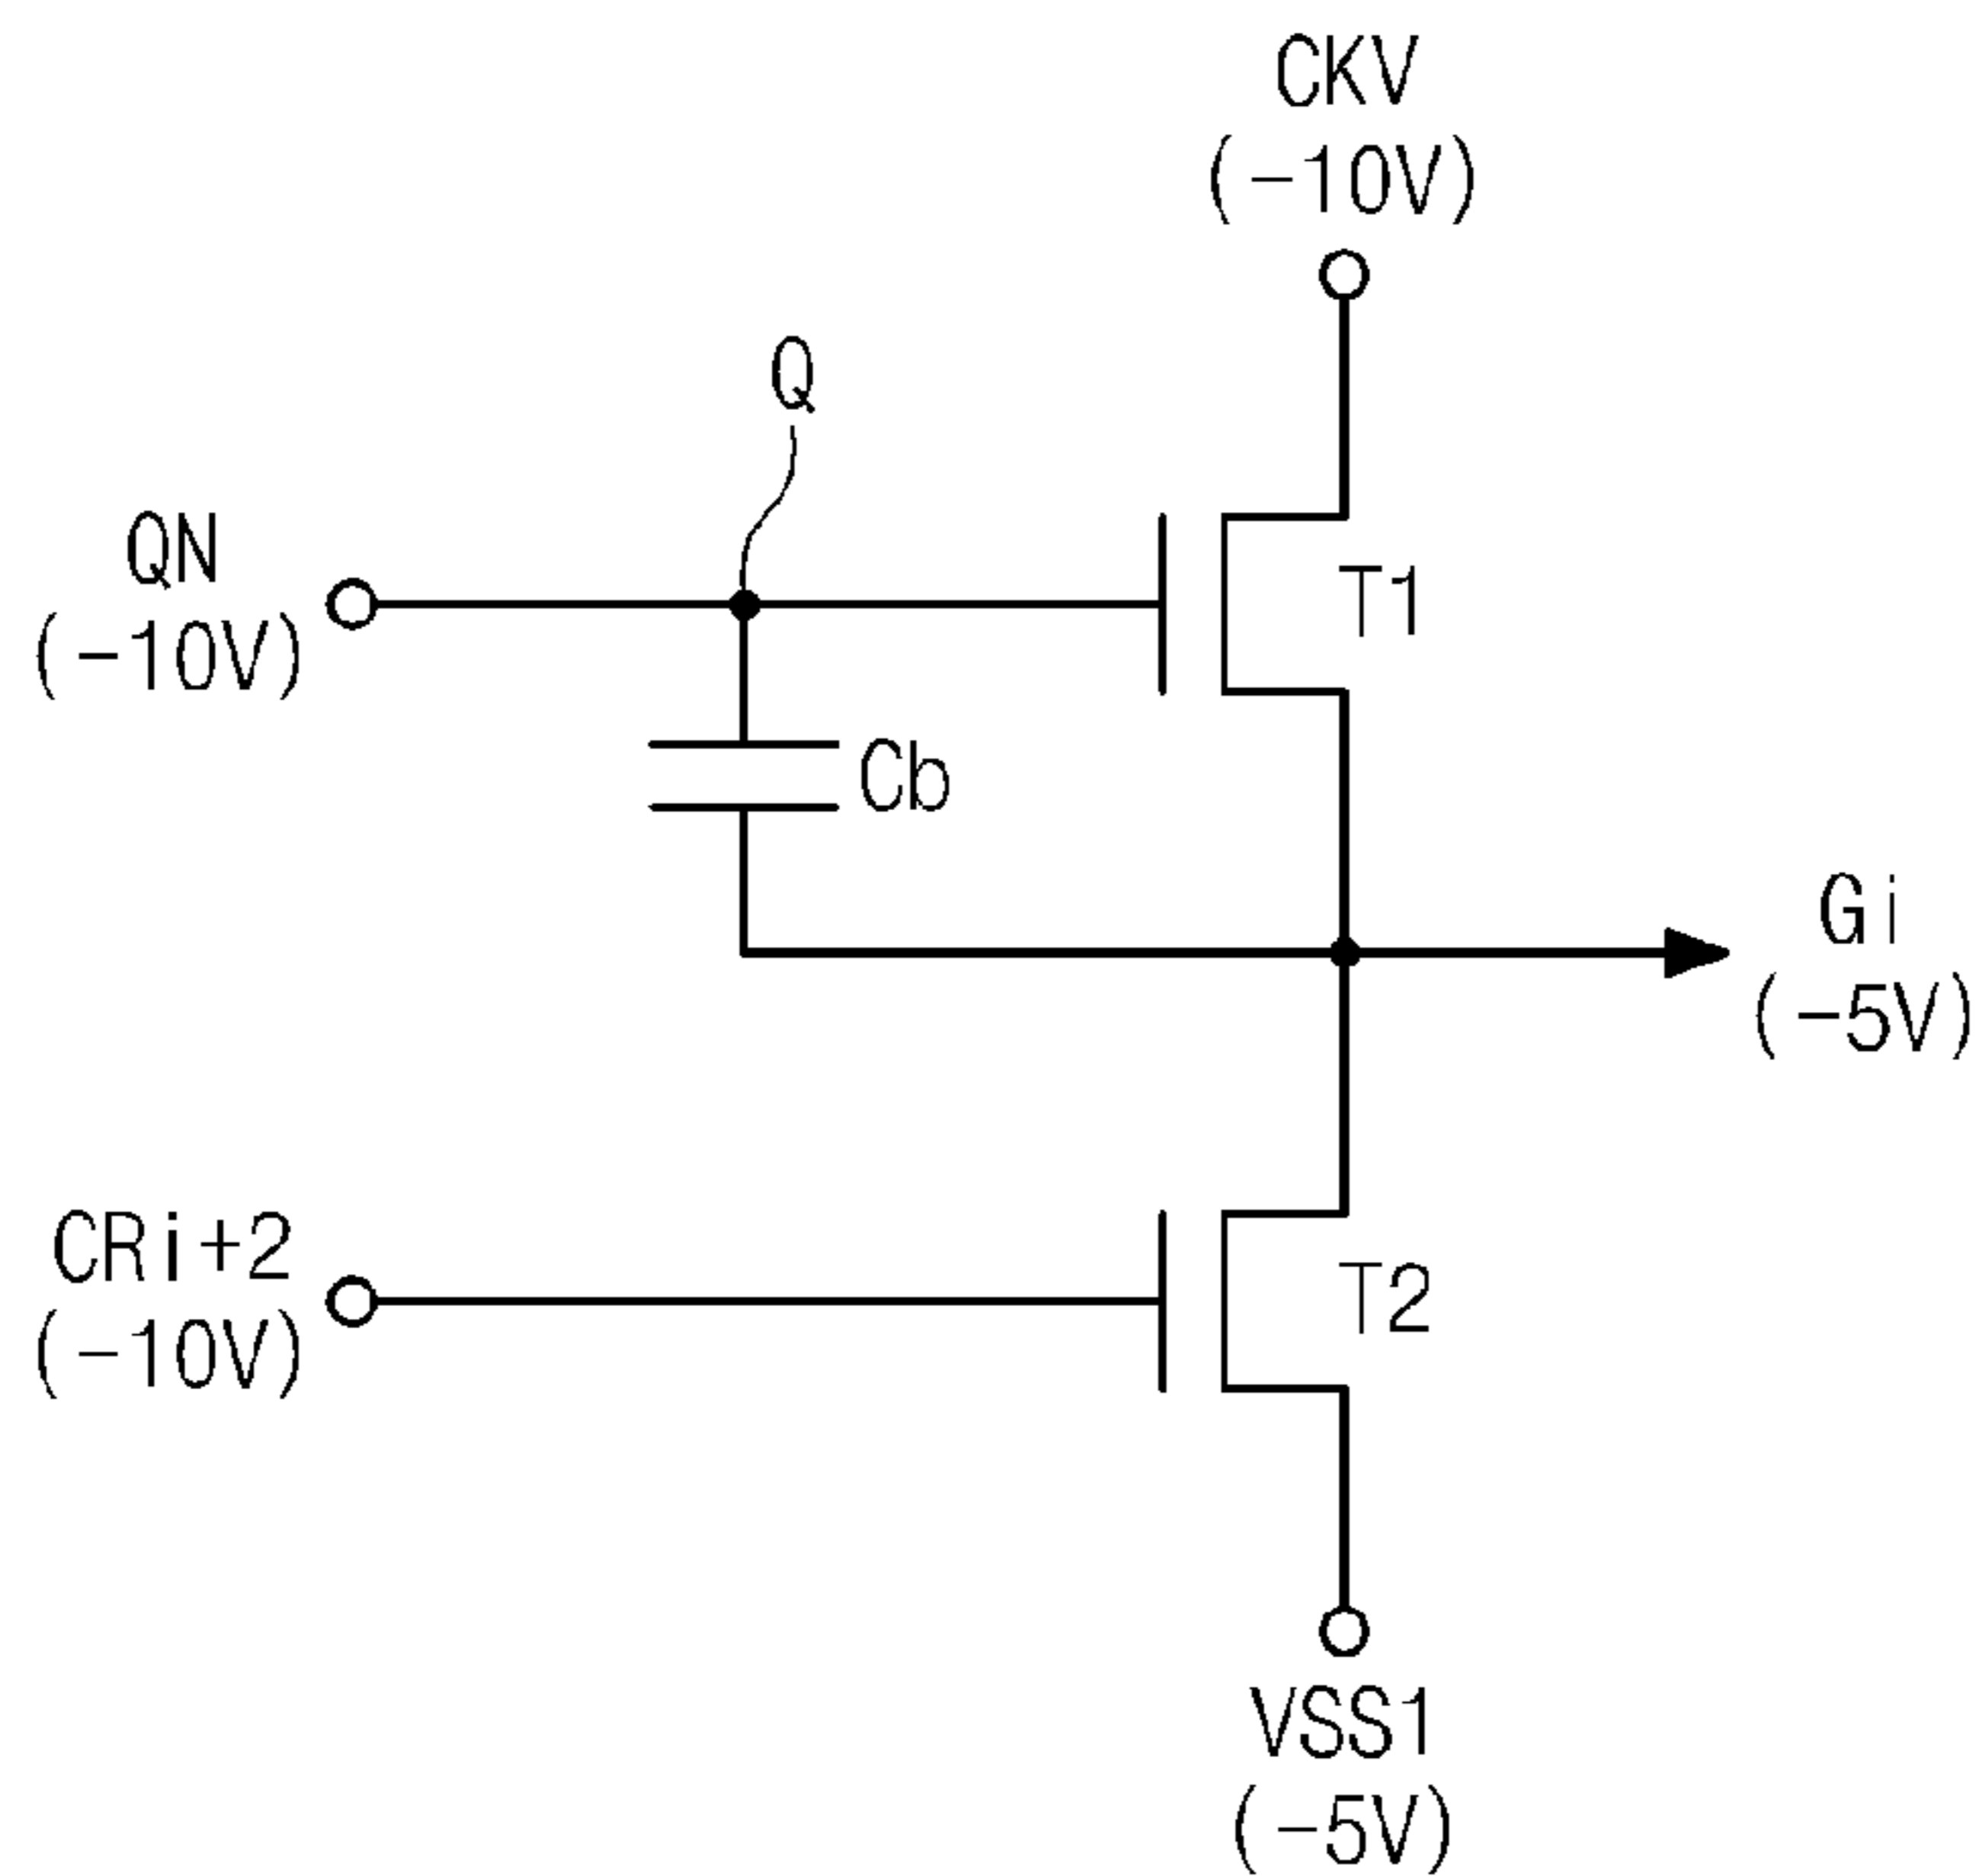 CKV
(-10V)
Q
QN
(-10V)
T1
Cb
Gi
(-5V)
CRi+2
(-10V)
T2
VSS1
(-5V)